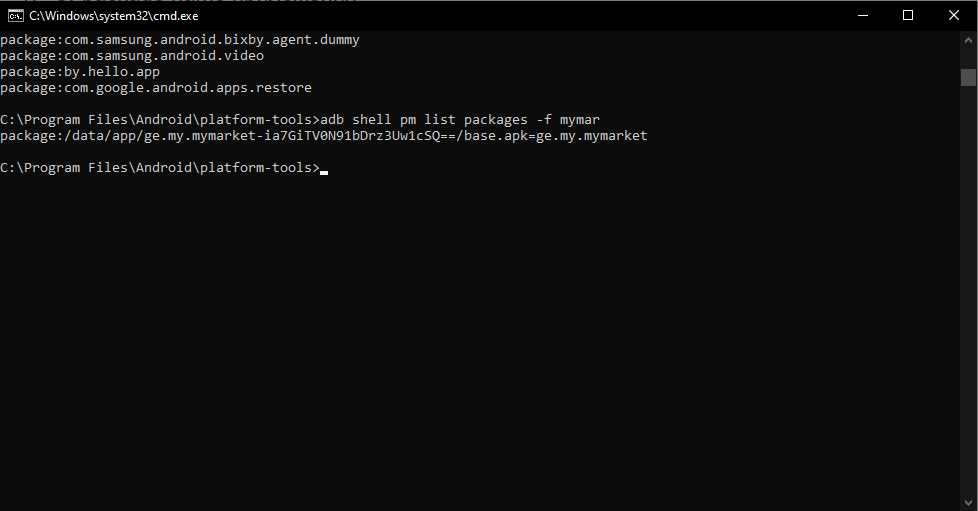 C:\Windows\system32\cmd.exe
package:com.samsung.android.bixby.agent.dummy
package:com.samsung.android.video
package:by.hello.app
package:com.google.android.apps.restore
C:\Program Files\Android\platform-tools>adb shell pm list packages -f mymar
package:/data/app/ge.my.mymarket-ia7GiTV0N91bDrz3Uw1cSQ==/base.apk=ge.my.mymarket
C:\Program Files\Android\platform-tools>